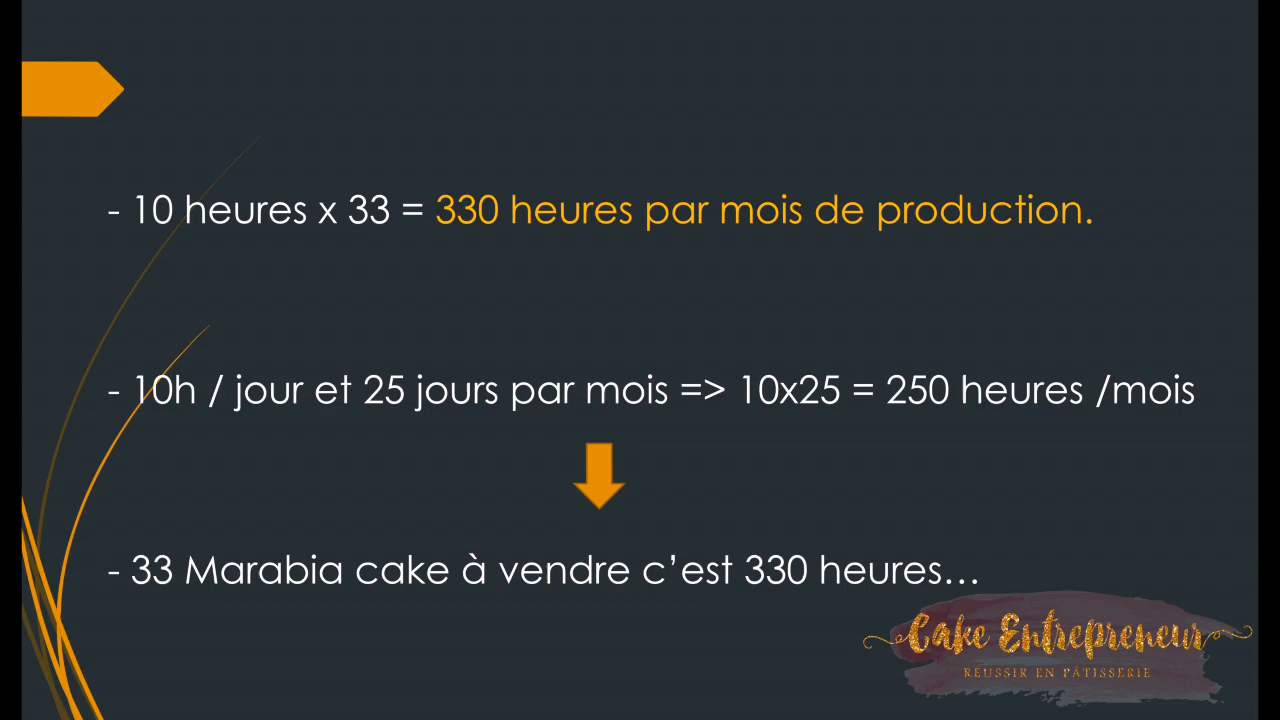 - 10 heures x 33 = 330 heures par mois de production.
- 10h / jour et 25 jours par mois => 10x25 = 250 heures /mois
- 33 Marabia cake à vendre c’est 330 heures…
Cake Entrepreneur
RÉUSSIR EN PÂTISSERIE